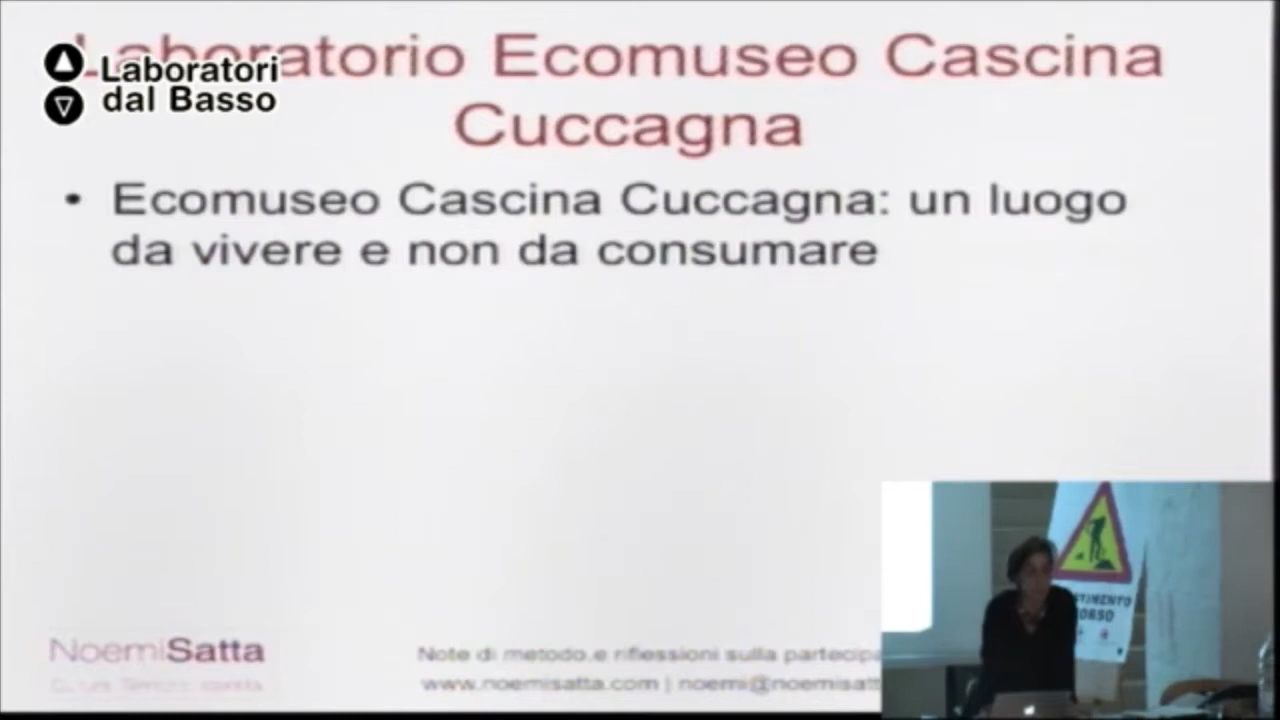 Laboratorio Ecomuseo Cascina
Cuccagna
Laboratori
dal Basso
• Ecomuseo Cascina Cuccagna: un luogo
da vivere e non da consumare
NoemiSatta
Note di metodo e riflessioni sulla partecipa
www.noemisatta.com | noemi@noemisatt